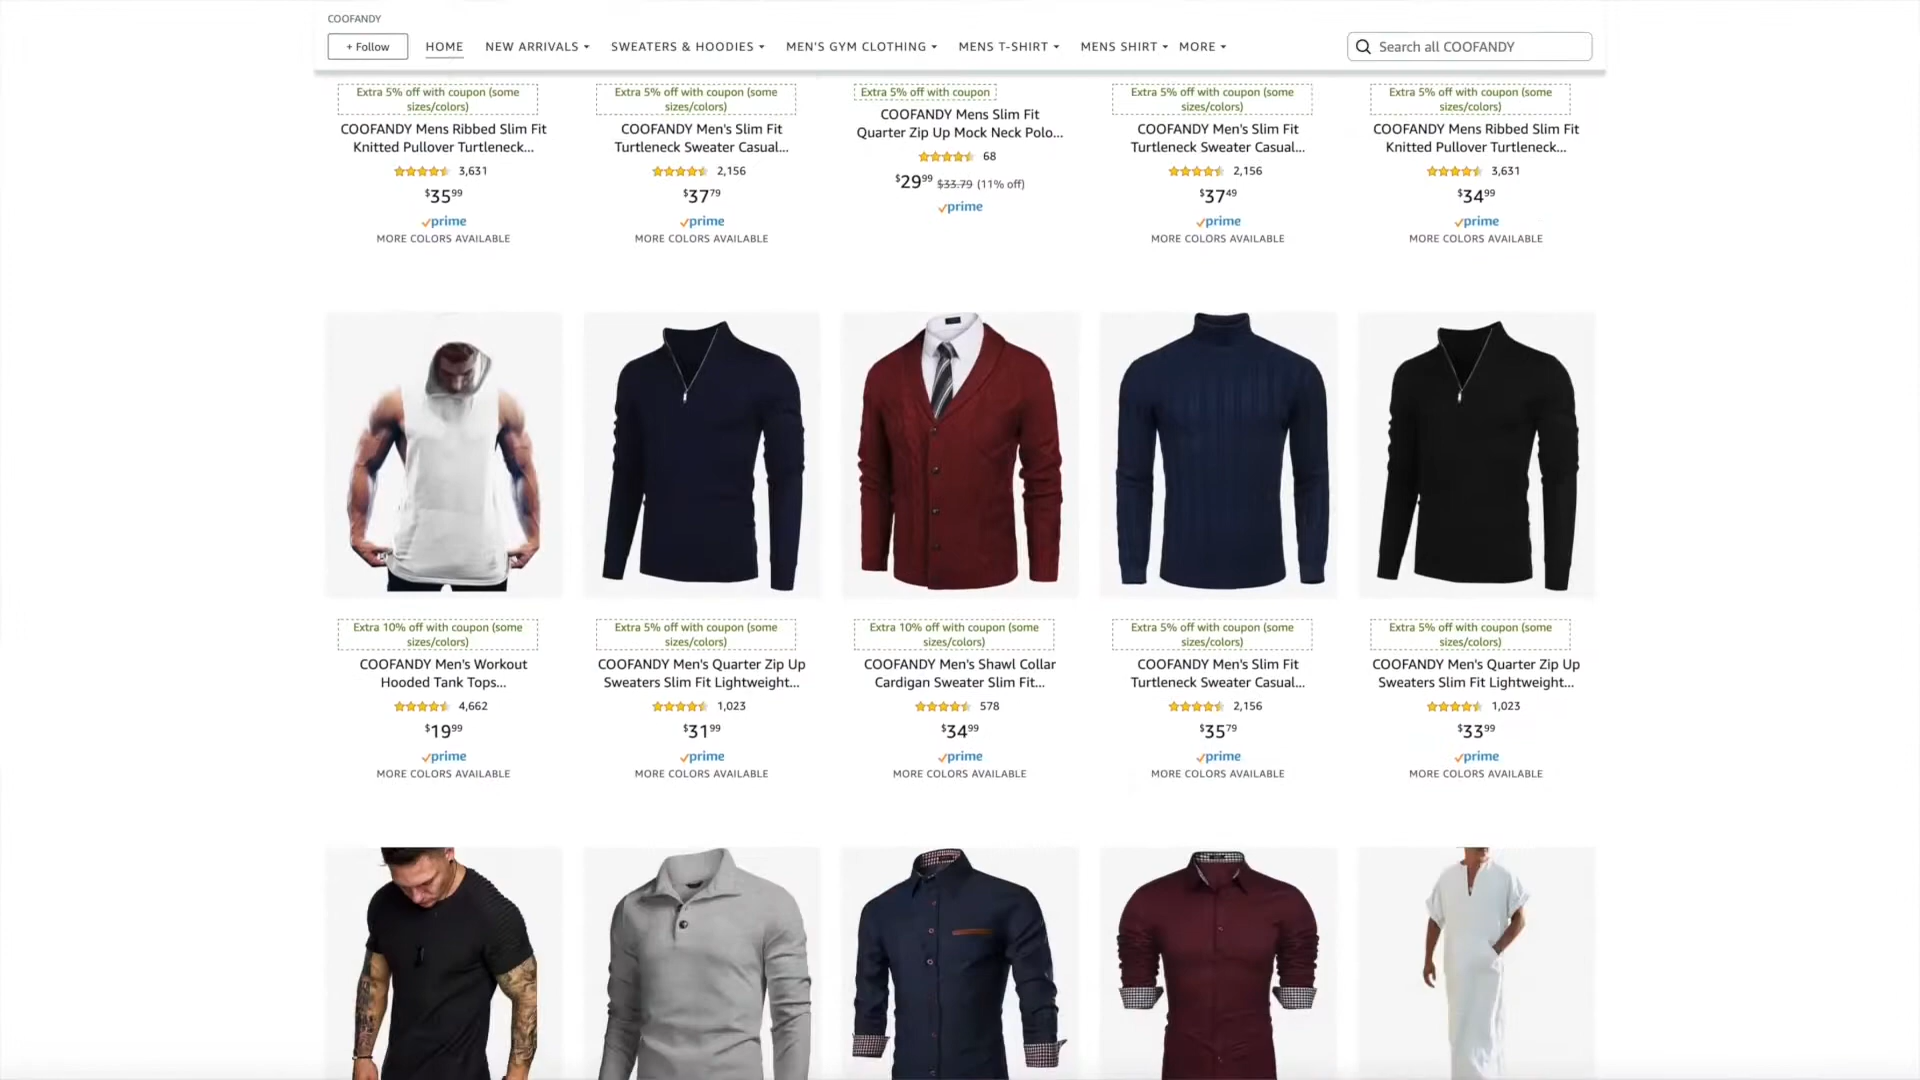 COOFANDY
+ Follow
HOME
NEW ARRIVALS
SWEATERS & HOODIES
MEN'S GYM CLOTHING
MENS T-SHIRT
MENS SHIRT
MORE
Search all COOFANDY
Extra 5% off with coupon (some
sizes/colors)
COOFANDY Mens Ribbed Slim Fit
Knitted Pullover Turtleneck...
3,631
$35.99
prime
MORE COLORS AVAILABLE
Extra 5% off with coupon (some
sizes/colors)
COOFANDY Men's Slim Fit
Turtleneck Sweater Casual...
2,156
$37.79
prime
MORE COLORS AVAILABLE
Extra 5% off with coupon
COOFANDY Mens Slim Fit
Quarter Zip Up Mock Neck Polo...
68
$29.99 $33.79 (11% off)
prime
Extra 5% off with coupon (some
sizes/colors)
COOFANDY Men's Slim Fit
Turtleneck Sweater Casual...
2,156
$37.49
prime
MORE COLORS AVAILABLE
Extra 5% off with coupon (some
sizes/colors)
COOFANDY Mens Ribbed Slim Fit
Knitted Pullover Turtleneck...
3,631
$34.99
prime
MORE COLORS AVAILABLE
Extra 10% off with coupon (some
sizes/colors)
COOFANDY Men's Workout
Hooded Tank Tops...
4,662
$19.99
prime
MORE COLORS AVAILABLE
Extra 5% off with coupon (some
sizes/colors)
COOFANDY Men's Quarter Zip Up
Sweaters Slim Fit Lightweight...
1,023
$31.99
prime
MORE COLORS AVAILABLE
Extra 10% off with coupon (some
sizes/colors)
COOFANDY Men's Shawl Collar
Cardigan Sweater Slim Fit...
578
$34.99
prime
MORE COLORS AVAILABLE
Extra 5% off with coupon (some
sizes/colors)
COOFANDY Men's Slim Fit
Turtleneck Sweater Casual...
2,156
$35.79
prime
MORE COLORS AVAILABLE
Extra 5% off with coupon (some
sizes/colors)
COOFANDY Men's Quarter Zip Up
Sweaters Slim Fit Lightweight...
1,023
$33.99
prime
MORE COLORS AVAILABLE